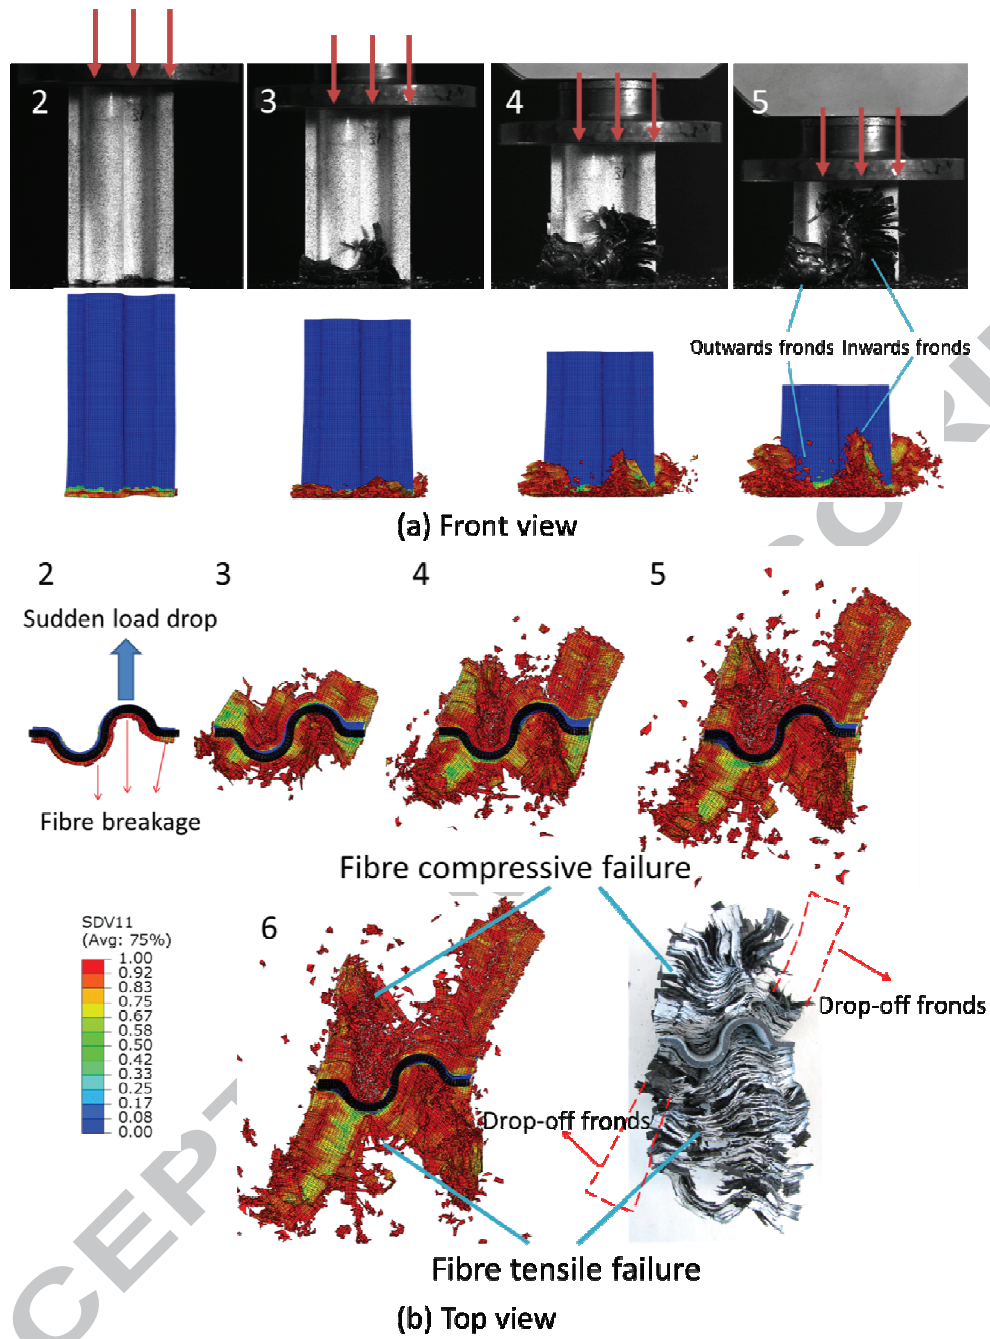 2
3
4
5
Outwards fronds
Inwards fronds
(a) Front view
2
3
4
5
Sudden load drop
Fibre breakage
Fibre compressive failure
SDV11
(Avg: 75%)
1.00
0.92
0.83
0.75
0.67
0.58
0.50
0.42
0.33
0.25
0.17
0.08
0.00
6
Drop-off fronds
Drop-off fronds
Fibre tensile failure
(b) Top view
CEPT
SCRI